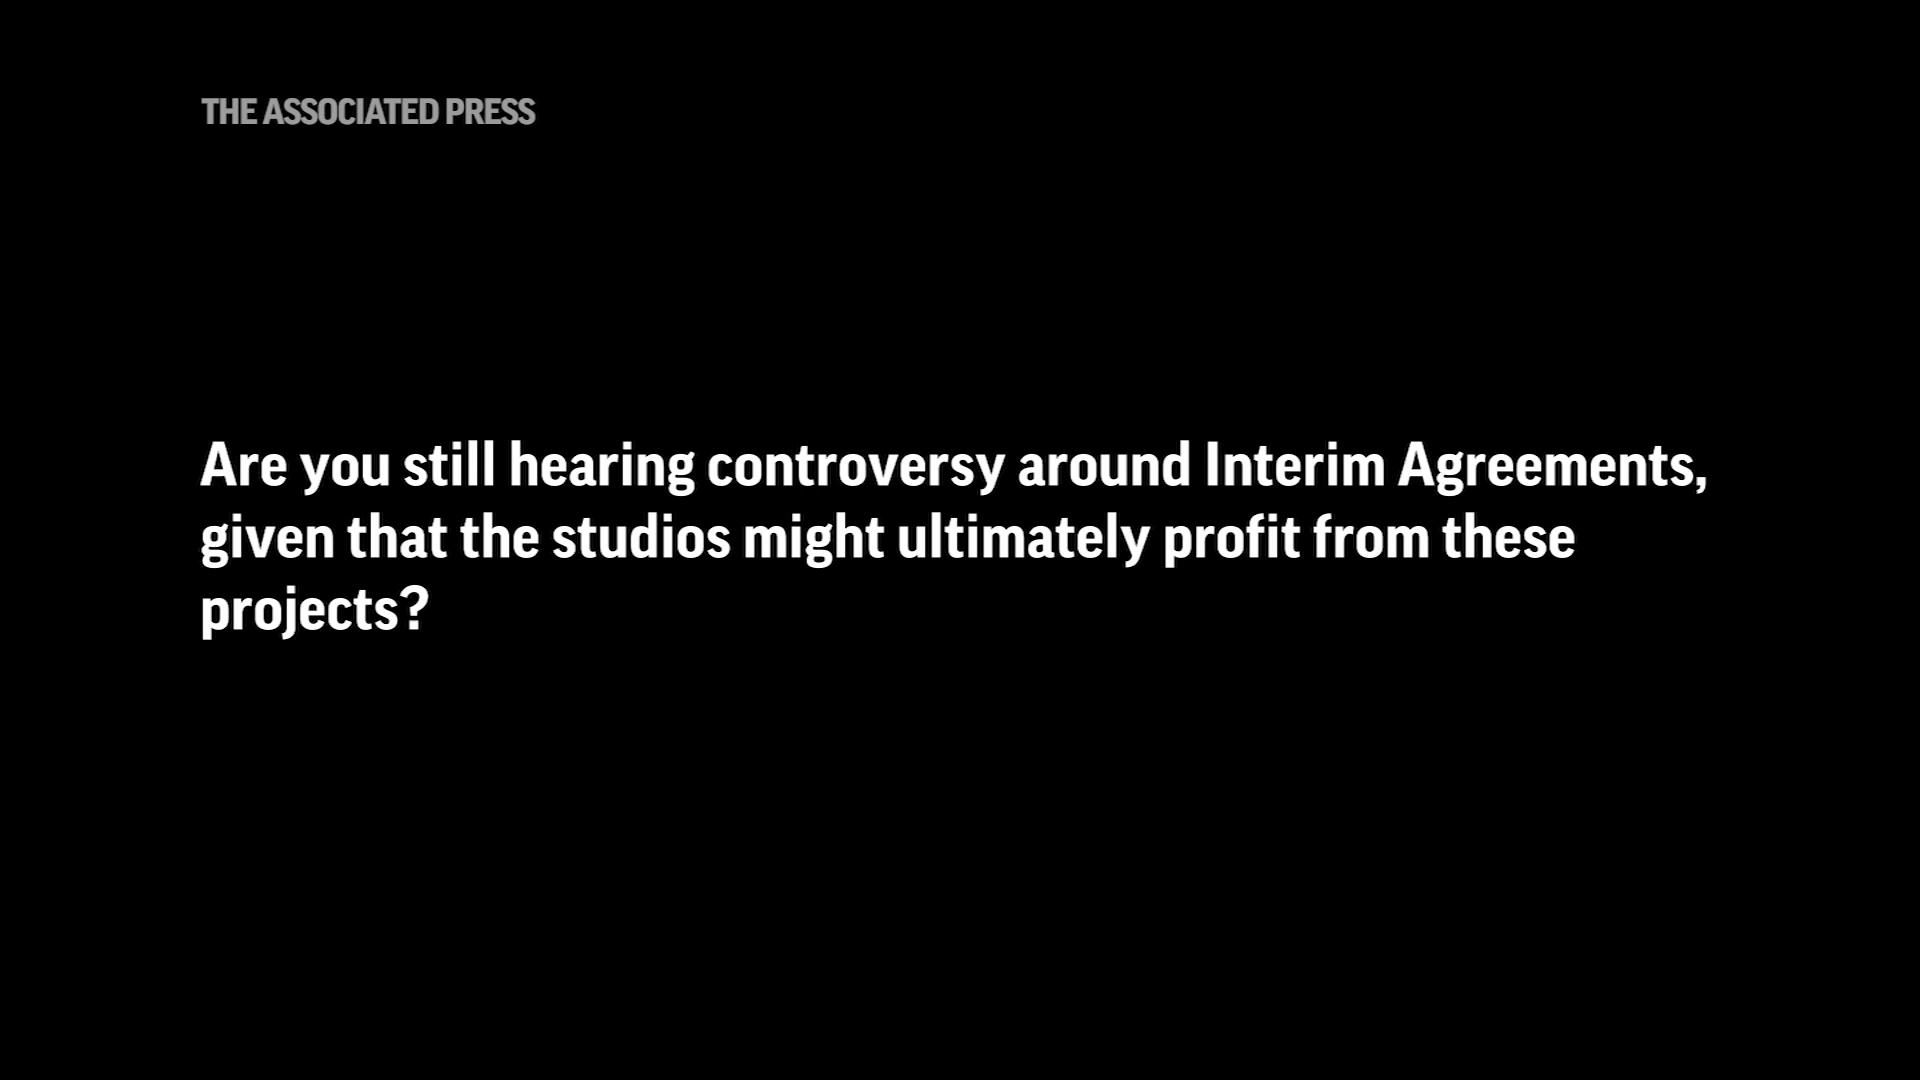 THE ASSOCIATED PRESS
Are you still hearing controversy around Interim Agreements,
given that the studios might ultimately profit from these
projects?